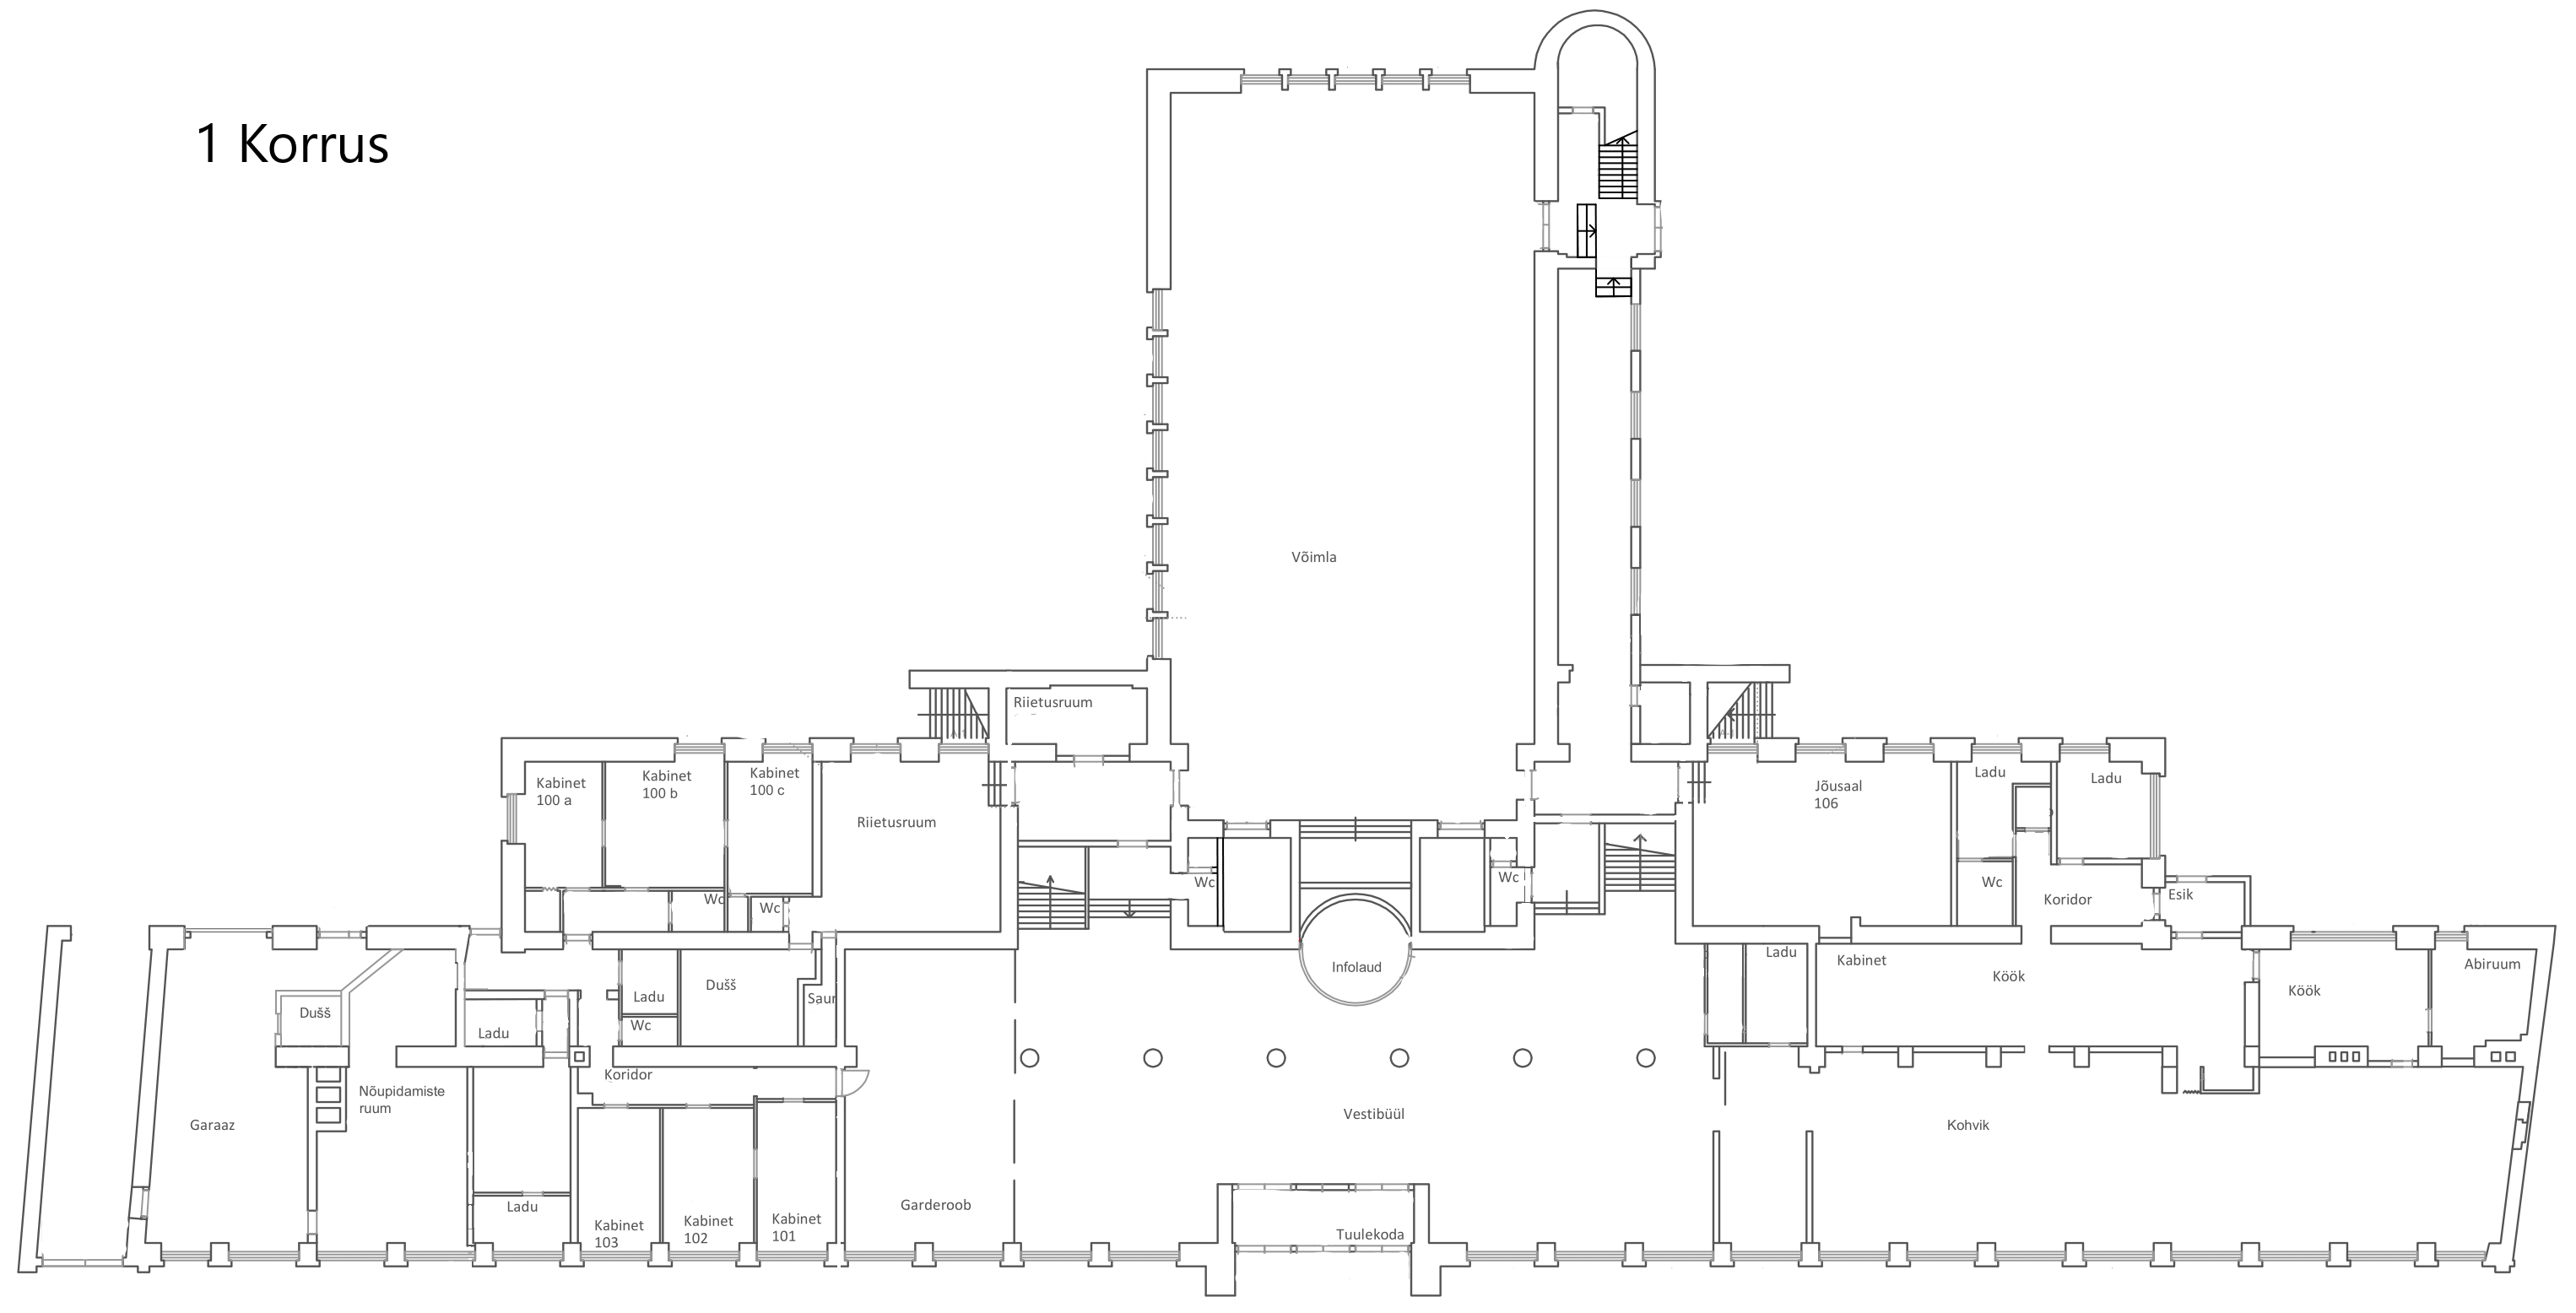 1 Korrus
Võimla
Riietusruum
Kabinet
100 a
Kabinet
100 b
Kabinet
100 c
Riietusruum
Jõusaal
106
Ladu
Ladu
Wc
Wc
Wc
Wc
Wc
Koridor
Esik
Dušš
Ladu
Ladu
Wc
Dušš
Saun
Infolaud
Ladu
Kabinet
Köök
Köök
Abiruum
Koridor
Garaaz
Nõupidamiste
ruum
Ladu
Kabinet
103
Kabinet
102
Kabinet
101
Garderoob
Vestibüül
Tuulekoda
Kohvik